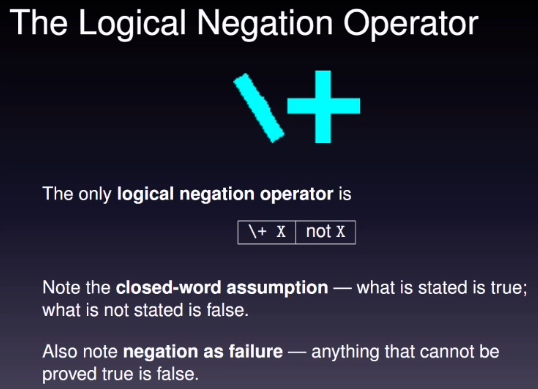 The Logical Negation Operator
\+
The only logical negation operator is
\+ X not X
Note the closed-word assumption — what is stated is true;
what is not stated is false.
Also note negation as failure — anything that cannot be
proved true is false.